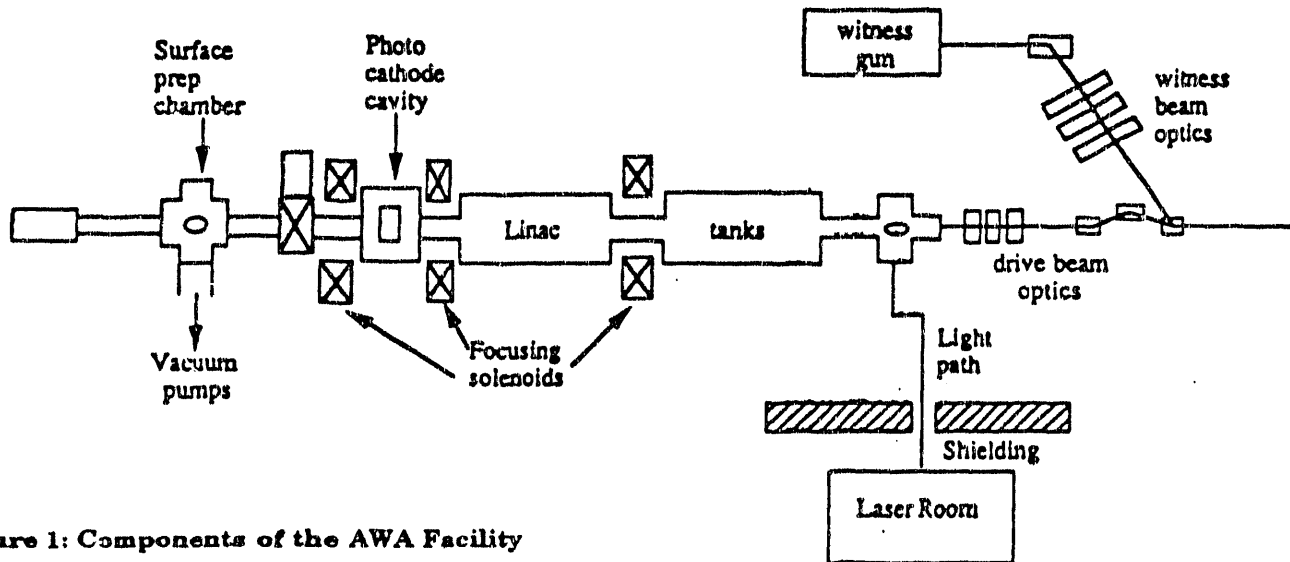 Surface
prep
chamber
Photo
cathode
cavity
witness
gun
witness
beam
optics
Linac
tanks
drive beam
optics
Vacuum
pumps
Focusing
solenoids
Light
path
Shielding
Laser Room
ure 1: Components of the AWA Facility